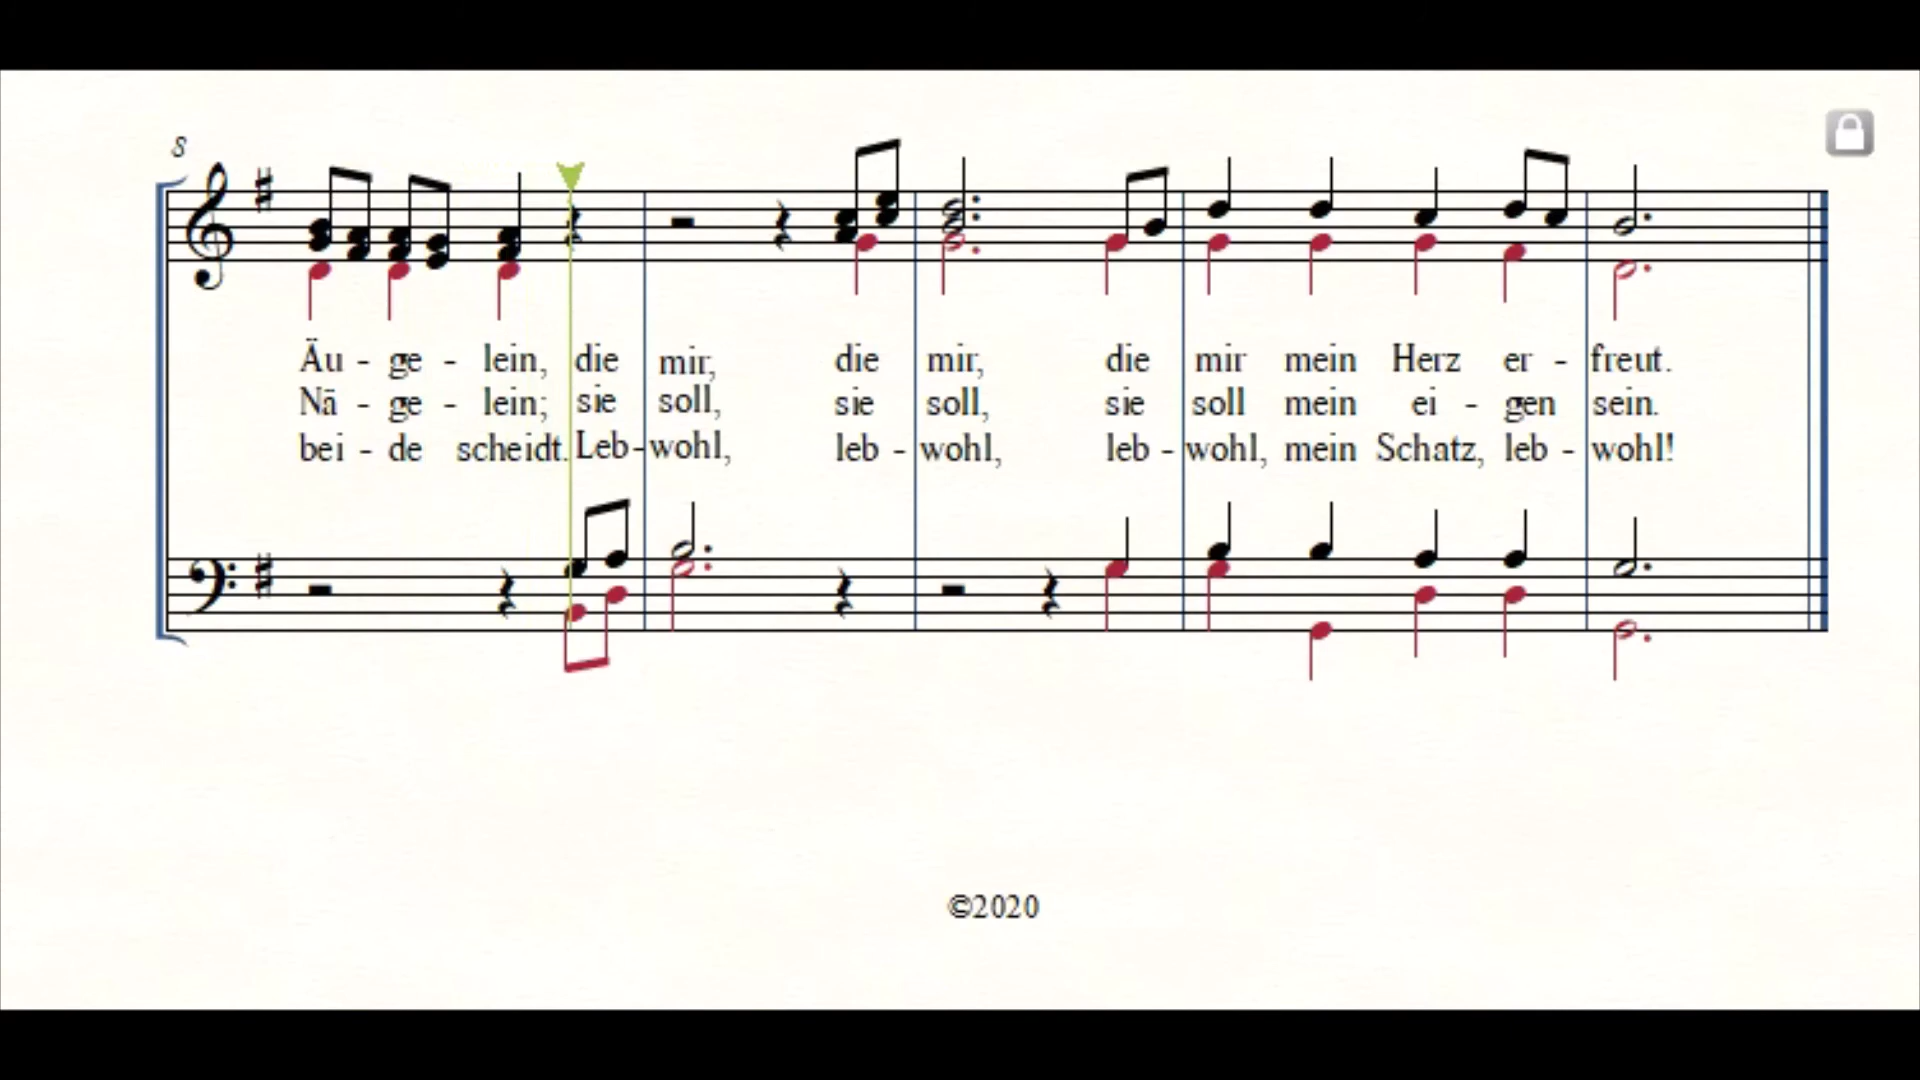 8
Äu - ge - lein, die mir, die mir, die mir mein Herz er - freut.
Nä - ge - lein; sie soll, sie soll, sie soll mein ei - gen sein.
bei - de scheidt. Leb - wohl, leb - wohl, leb - wohl, mein Schatz, leb - wohl!
©2020